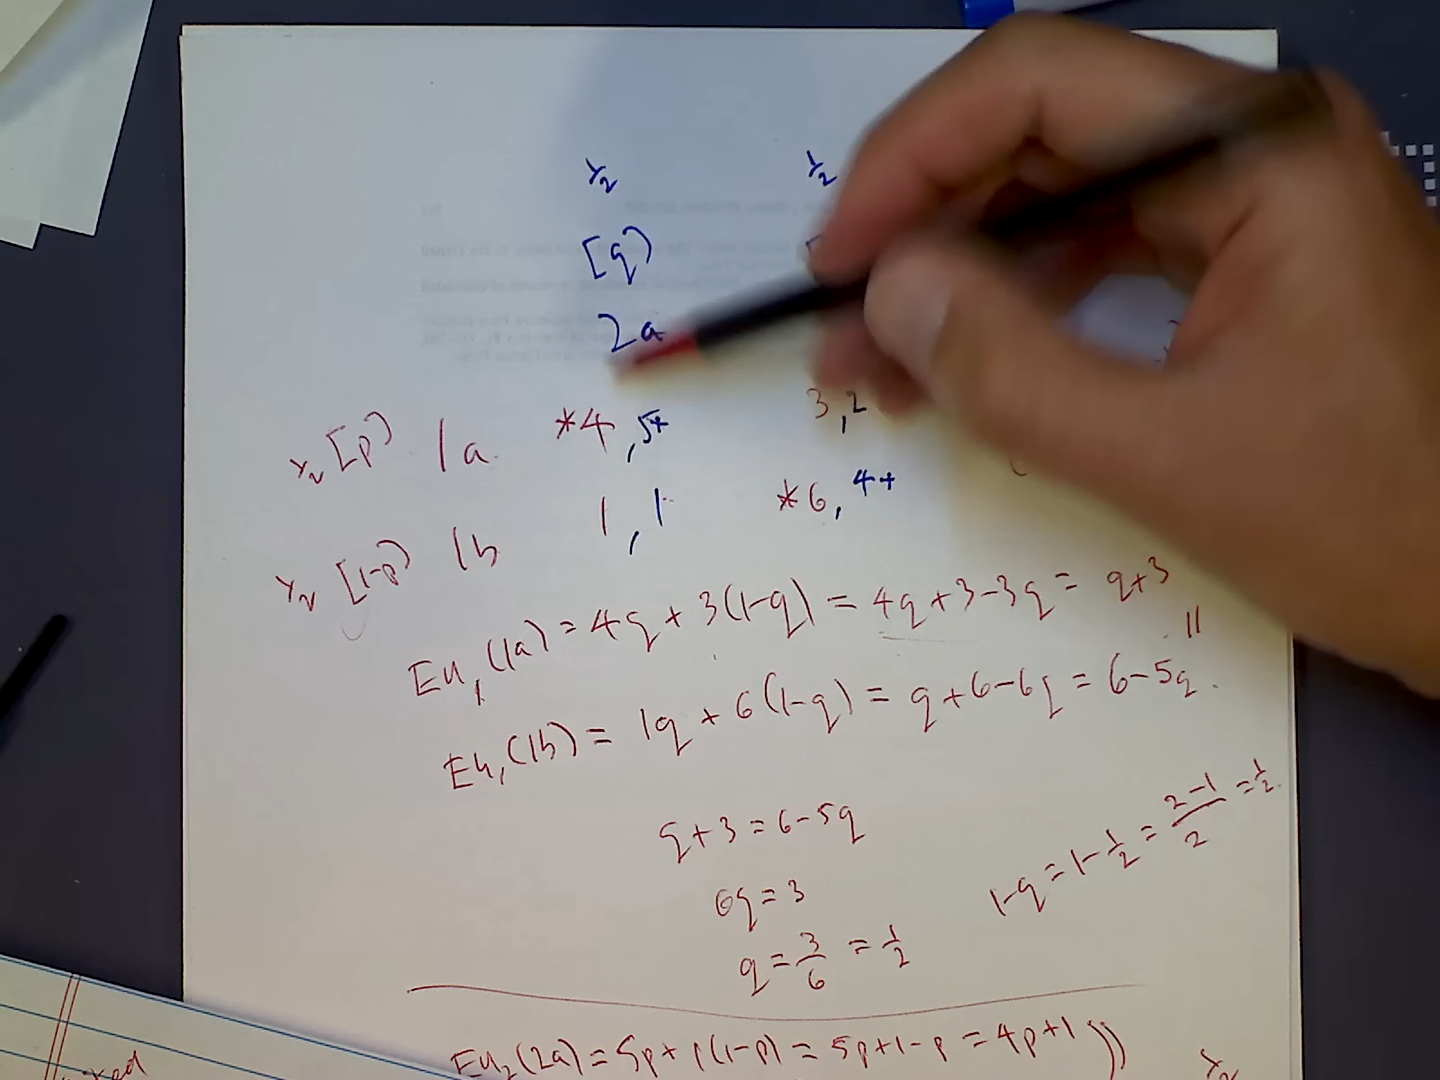 ½ ½
[q)
2a
½ [p) 1a *4,5+ 3,2
½ [1-p) 1b 1,1 *6,4+
Eu₁(1a) = 4q + 3(1-q) = 4q+3-3q = q+3
||
Eu₁(1b) = 1q + 6(1-q) = q+6-6q = 6-5q.
q+3 = 6-5q
6q = 3
1-q = 1-½ = (2-1)/2 = ½.
q = 3/6 = ½
Eu₂(2a) = 5p+1(1-p) = 5p+1-p = 4p+1